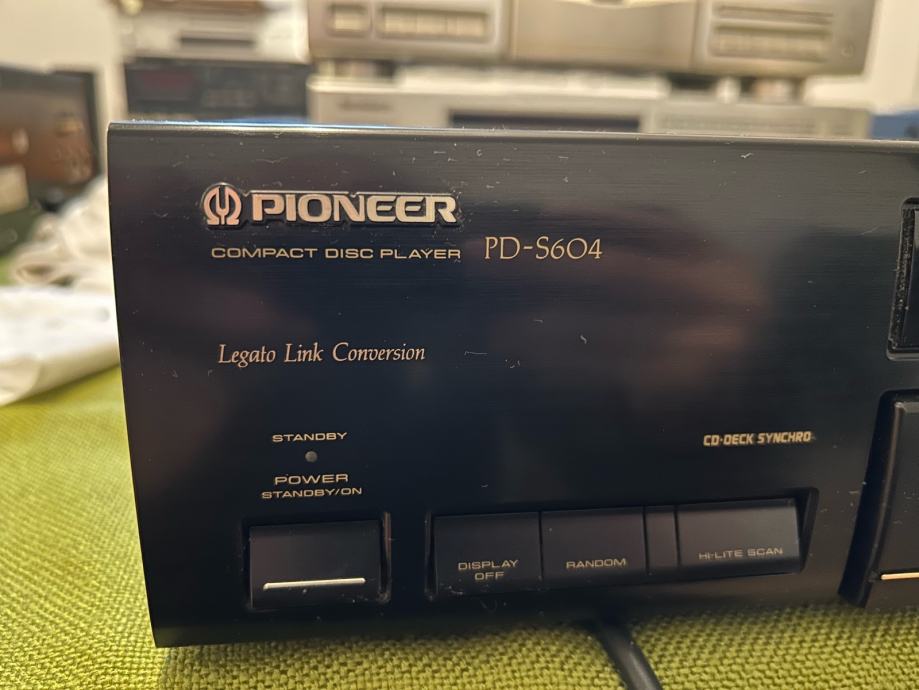 PIONEER
COMPACT DISC PLAYER PD-S604
Legato Link Conversion
STANDBY
CD·DECK SYNCHRO
POWER
STANDBY/ON
DISPLAY
OFF
RANDOM
HI-LITE SCAN